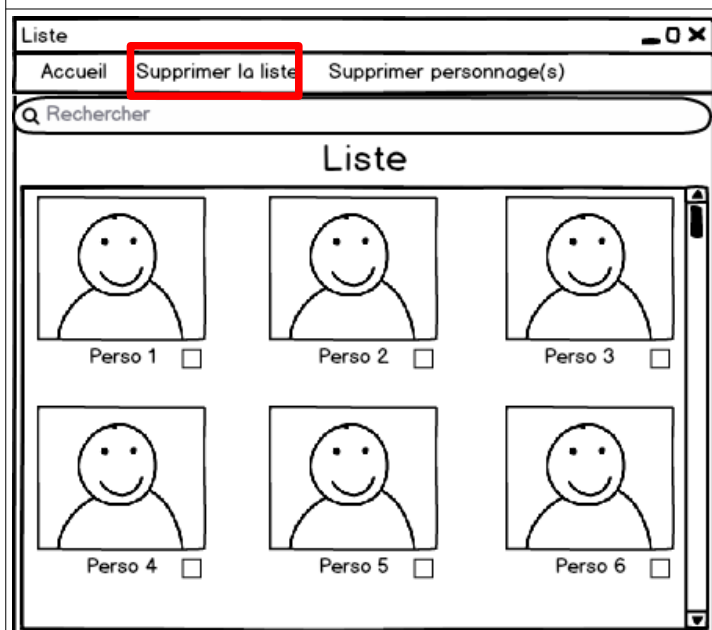 Liste
Accueil Supprimer la liste Supprimer personnage(s)
Rechercher
Liste
Perso 1 Perso 2 Perso 3
Perso 4 Perso 5 Perso 6